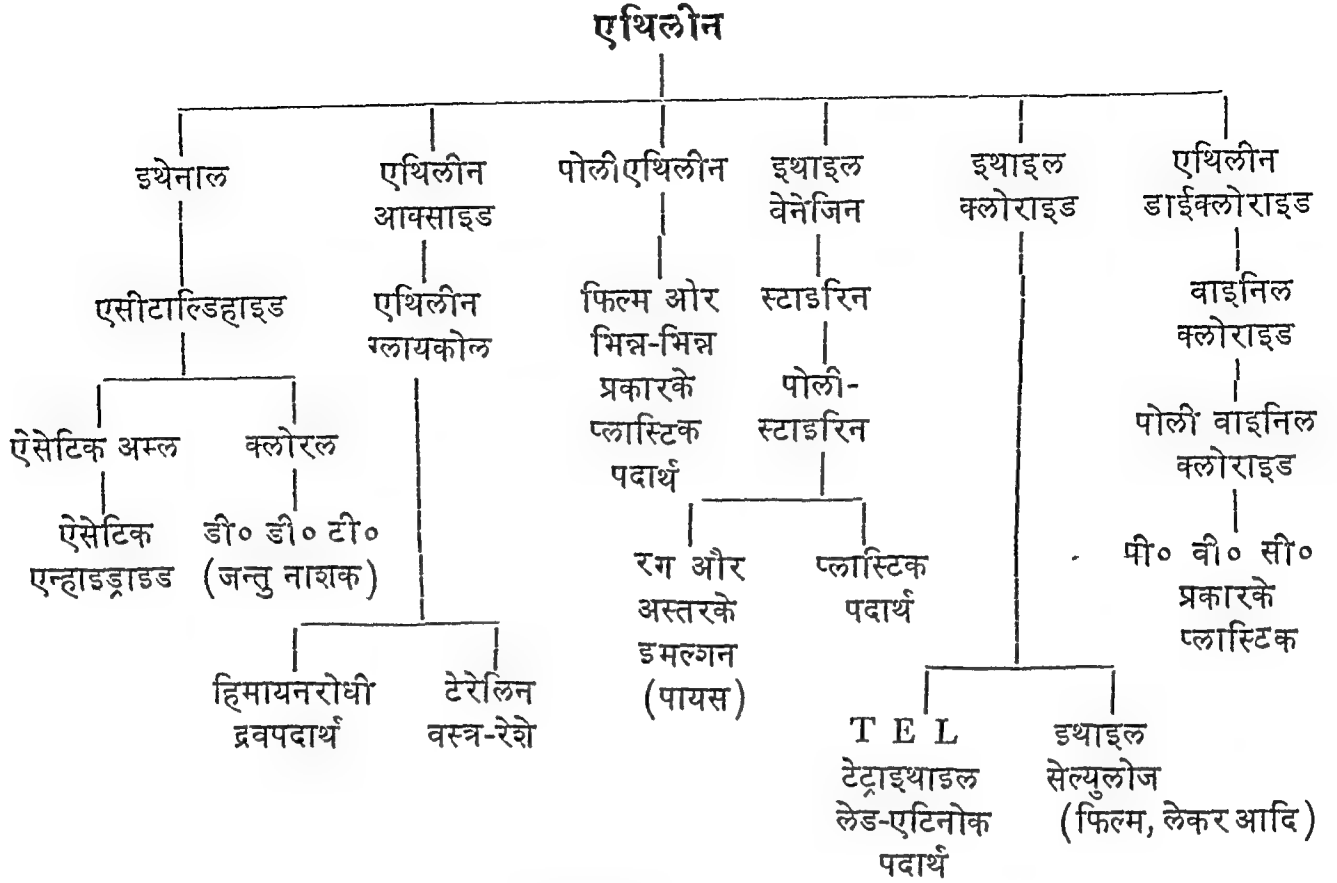 एथिलीन
इथेनाल
एसीटाल्डिहाइड
ऐसेटिक अम्ल
ऐसेटिक
एन्हाइड्राइड
क्लोरल
डी० डी० टी०
(जन्तु नाशक)
एथिलीन
आक्साइड
एथिलीन
ग्लायकोल
हिमायनरोधी
द्रवपदार्थ
टेरेलिन
वस्त्र-रेशे
पोलीएथिलीन
फिल्म ओर
भिन्न-भिन्न
प्रकारके
प्लास्टिक
पदार्थ
इथाइल
वेनेजिन
स्टाइरिन
पोली-
स्टाइरिन
रग और
अस्तरके
इमल्शन
(पायस)
प्लास्टिक
पदार्थ
इथाइल
क्लोराइड
T E L
टेट्राइथाइल
लेड-एटिनोक
पदार्थ
इथाइल
सेल्युलोज
(फिल्म, लेकर आदि)
एथिलीन
डाईक्लोराइड
वाइनिल
क्लोराइड
पोली वाइनिल
क्लोराइड
पी० वी० सी०
प्रकारके
प्लास्टिक